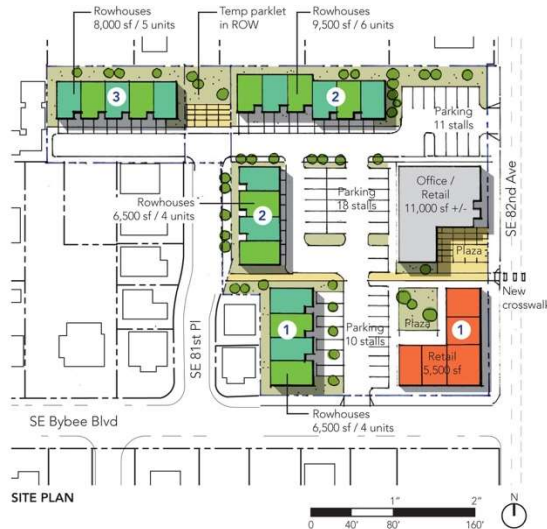 Rowhouses
8,000 sf / 5 units
Temp parklet
in ROW
Rowhouses
9,500 sf / 6 units
3
2
Parking
11 stalls
SE 82nd Ave
Rowhouses
6,500 sf / 4 units
2
Parking
18 stalls
Office /
Retail
11,000 sf +/-
Plaza
New
crosswalk
SE 81st Pl
1
Parking
10 stalls
Plaza
1
Retail
5,500 sf
SE Bybee Blvd
Rowhouses
6,500 sf / 4 units
SITE PLAN
1"
2"
0
40'
80'
160'
N